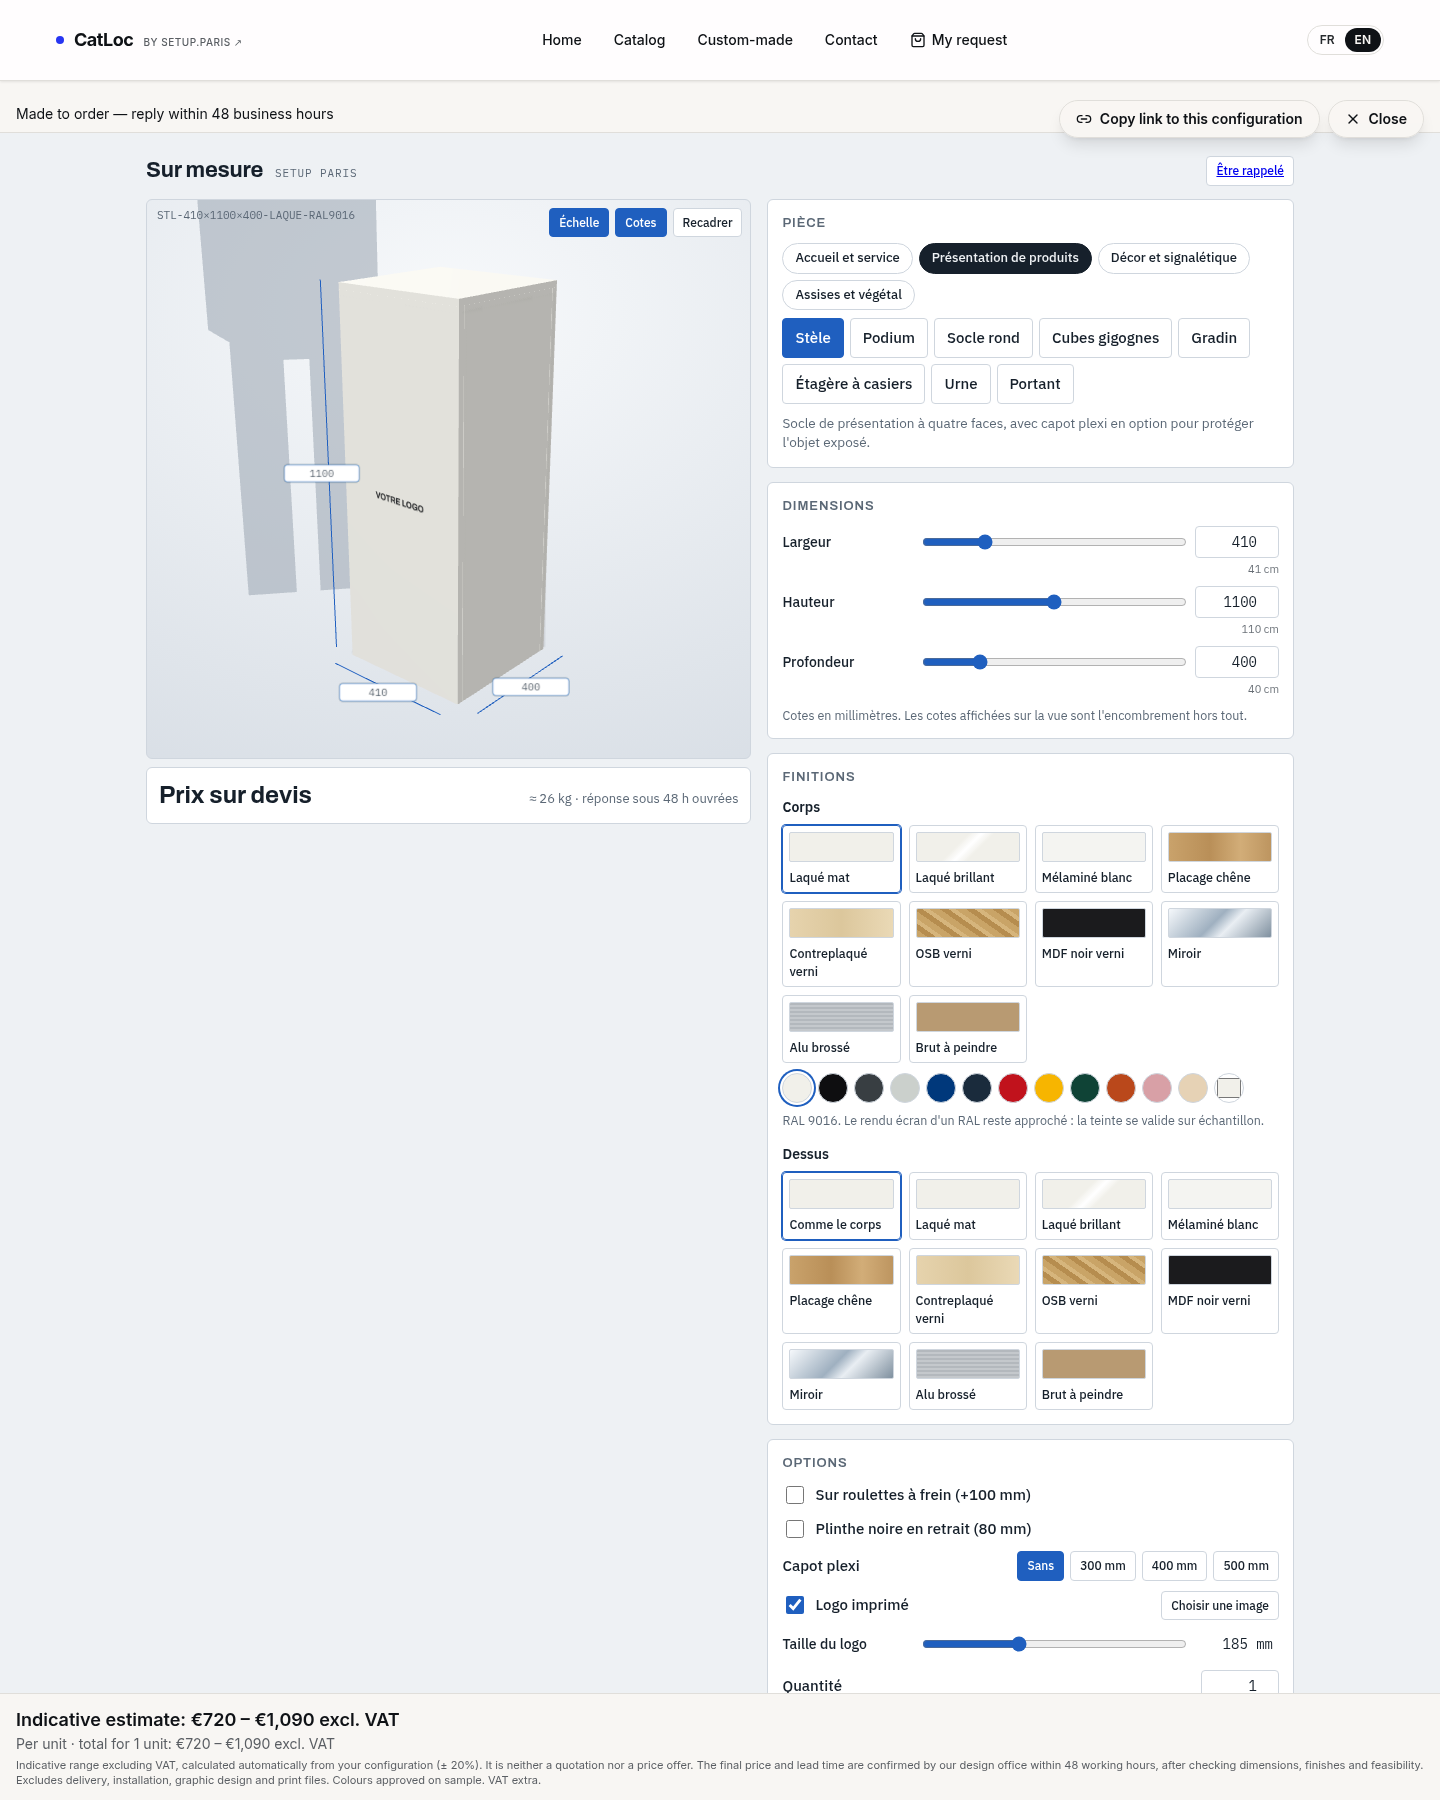 CatLoc BY SETUP.PARIS ↗
Home Catalog Custom-made Contact My request
FR EN
Made to order — reply within 48 business hours
Copy link to this configuration
Close
Sur mesure SETUP PARIS
Être rappelé
STL-410×1100×400-LAQUE-RAL9016
Échelle Cotes Recadrer
1100
VOTRE LOGO
410
400
Prix sur devis
≈ 26 kg · réponse sous 48 h ouvrées
PIÈCE
Accueil et service Présentation de produits Décor et signalétique
Assises et végétal
Stèle Podium Socle rond Cubes gigognes Gradin
Étagère à casiers Urne Portant
Socle de présentation à quatre faces, avec capot plexi en option pour protéger
l'objet exposé.
DIMENSIONS
Largeur 410
41 cm
Hauteur 1100
110 cm
Profondeur 400
40 cm
Cotes en millimètres. Les cotes affichées sur la vue sont l'encombrement hors tout.
FINITIONS
Corps
Laqué mat Laqué brillant Mélaminé blanc Placage chêne
Contreplaqué OSB verni MDF noir verni Miroir
verni
Alu brossé Brut à peindre
RAL 9016. Le rendu écran d'un RAL reste approché : la teinte se valide sur échantillon.
Dessus
Comme le corps Laqué mat Laqué brillant Mélaminé blanc
Placage chêne Contreplaqué OSB verni MDF noir verni
verni
Miroir Alu brossé Brut à peindre
OPTIONS
Sur roulettes à frein (+100 mm)
Plinthe noire en retrait (80 mm)
Capot plexi Sans 300 mm 400 mm 500 mm
Logo imprimé Choisir une image
Taille du logo 185 mm
Quantité 1
Indicative estimate: €720 – €1,090 excl. VAT
Per unit · total for 1 unit: €720 – €1,090 excl. VAT
Indicative range excluding VAT, calculated automatically from your configuration (± 20%). It is neither a quotation nor a price offer. The final price and lead time are confirmed by our design office within 48 working hours, after checking dimensions, finishes and feasibility.
Excludes delivery, installation, graphic design and print files. Colours approved on sample. VAT extra.